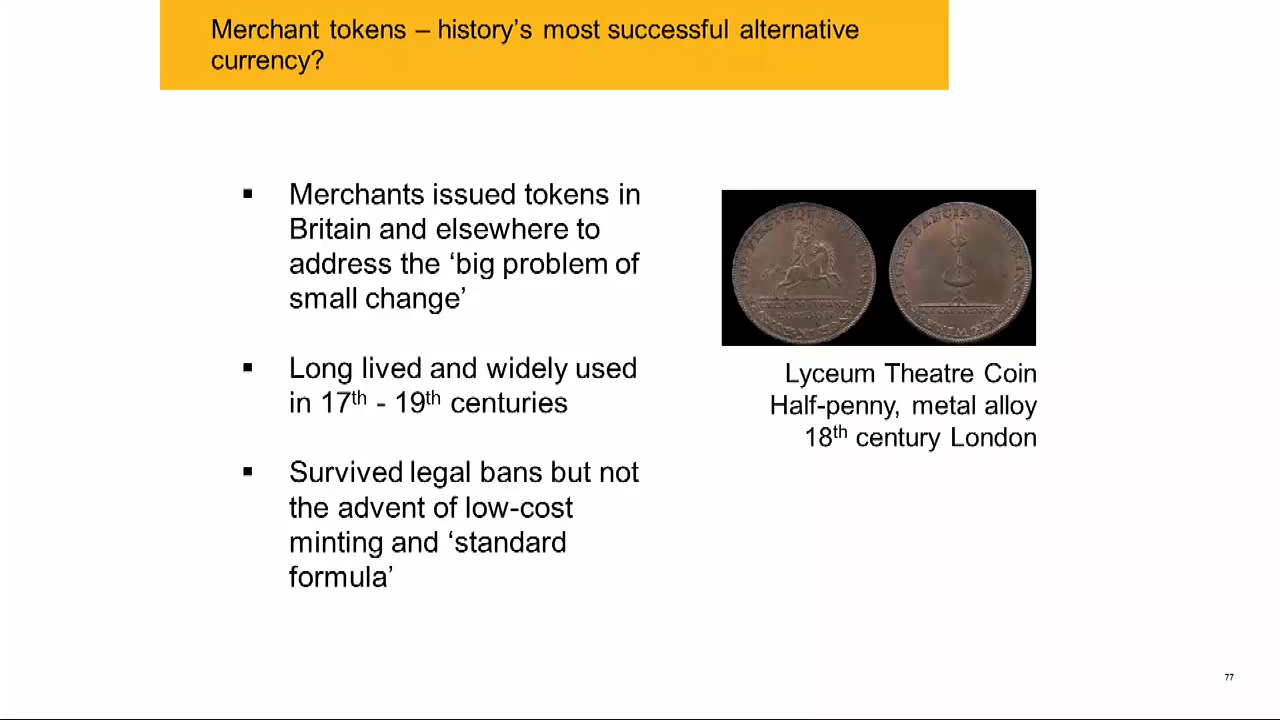 Merchant tokens – history’s most successful alternative
currency?
▪ Merchants issued tokens in
Britain and elsewhere to
address the ‘big problem of
small change’
▪ Long lived and widely used
in 17th - 19th centuries
▪ Survived legal bans but not
the advent of low-cost
minting and ‘standard
formula’
LONDON
Lyceum Theatre Coin
Half-penny, metal alloy
18th century London
77